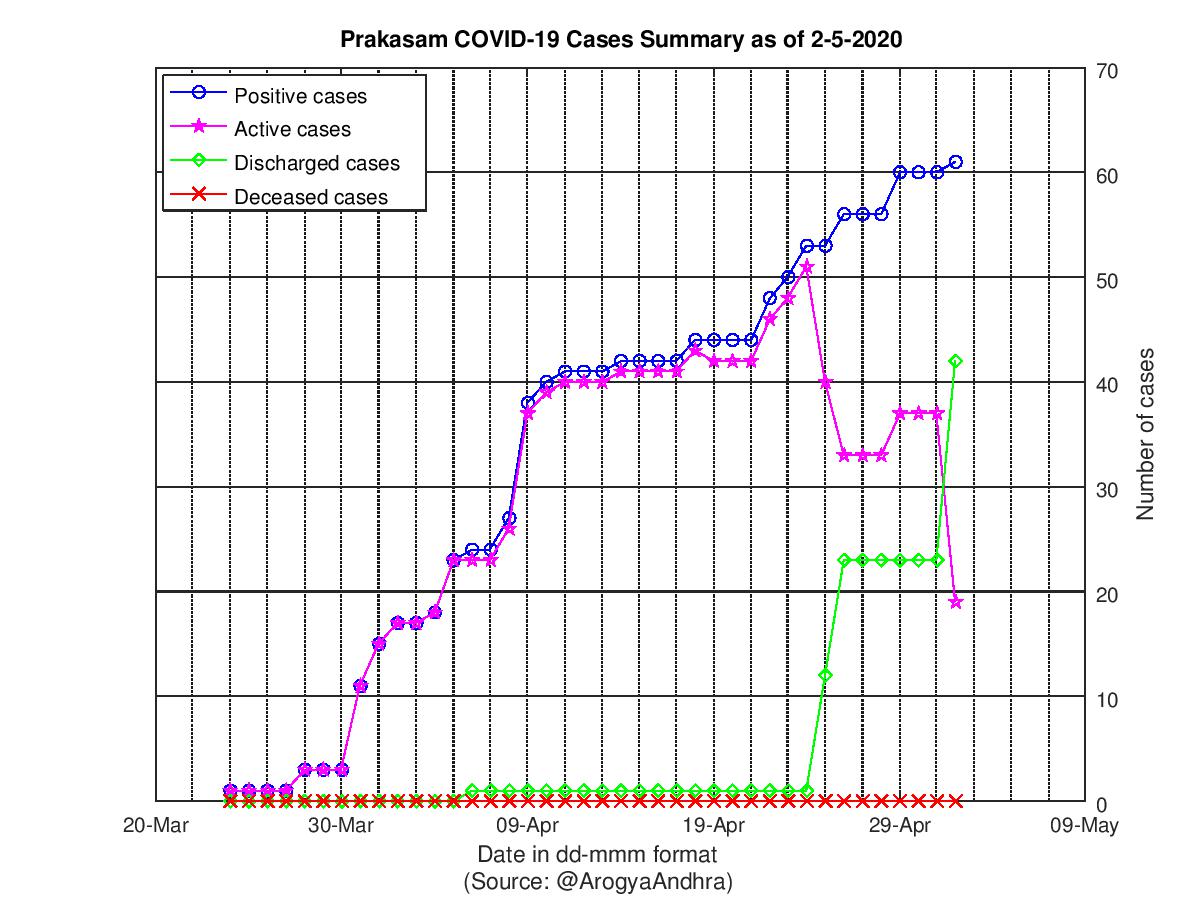 Prakasam COVID-19 Cases Summary as of 2-5-2020
Positive cases
Active cases
Discharged cases
Deceased cases
70
60
50
40
30
20
10
0
Number of cases
20-Mar
30-Mar
09-Apr
19-Apr
29-Apr
09-May
Date in dd-mmm format
(Source: @ArogyaAndhra)